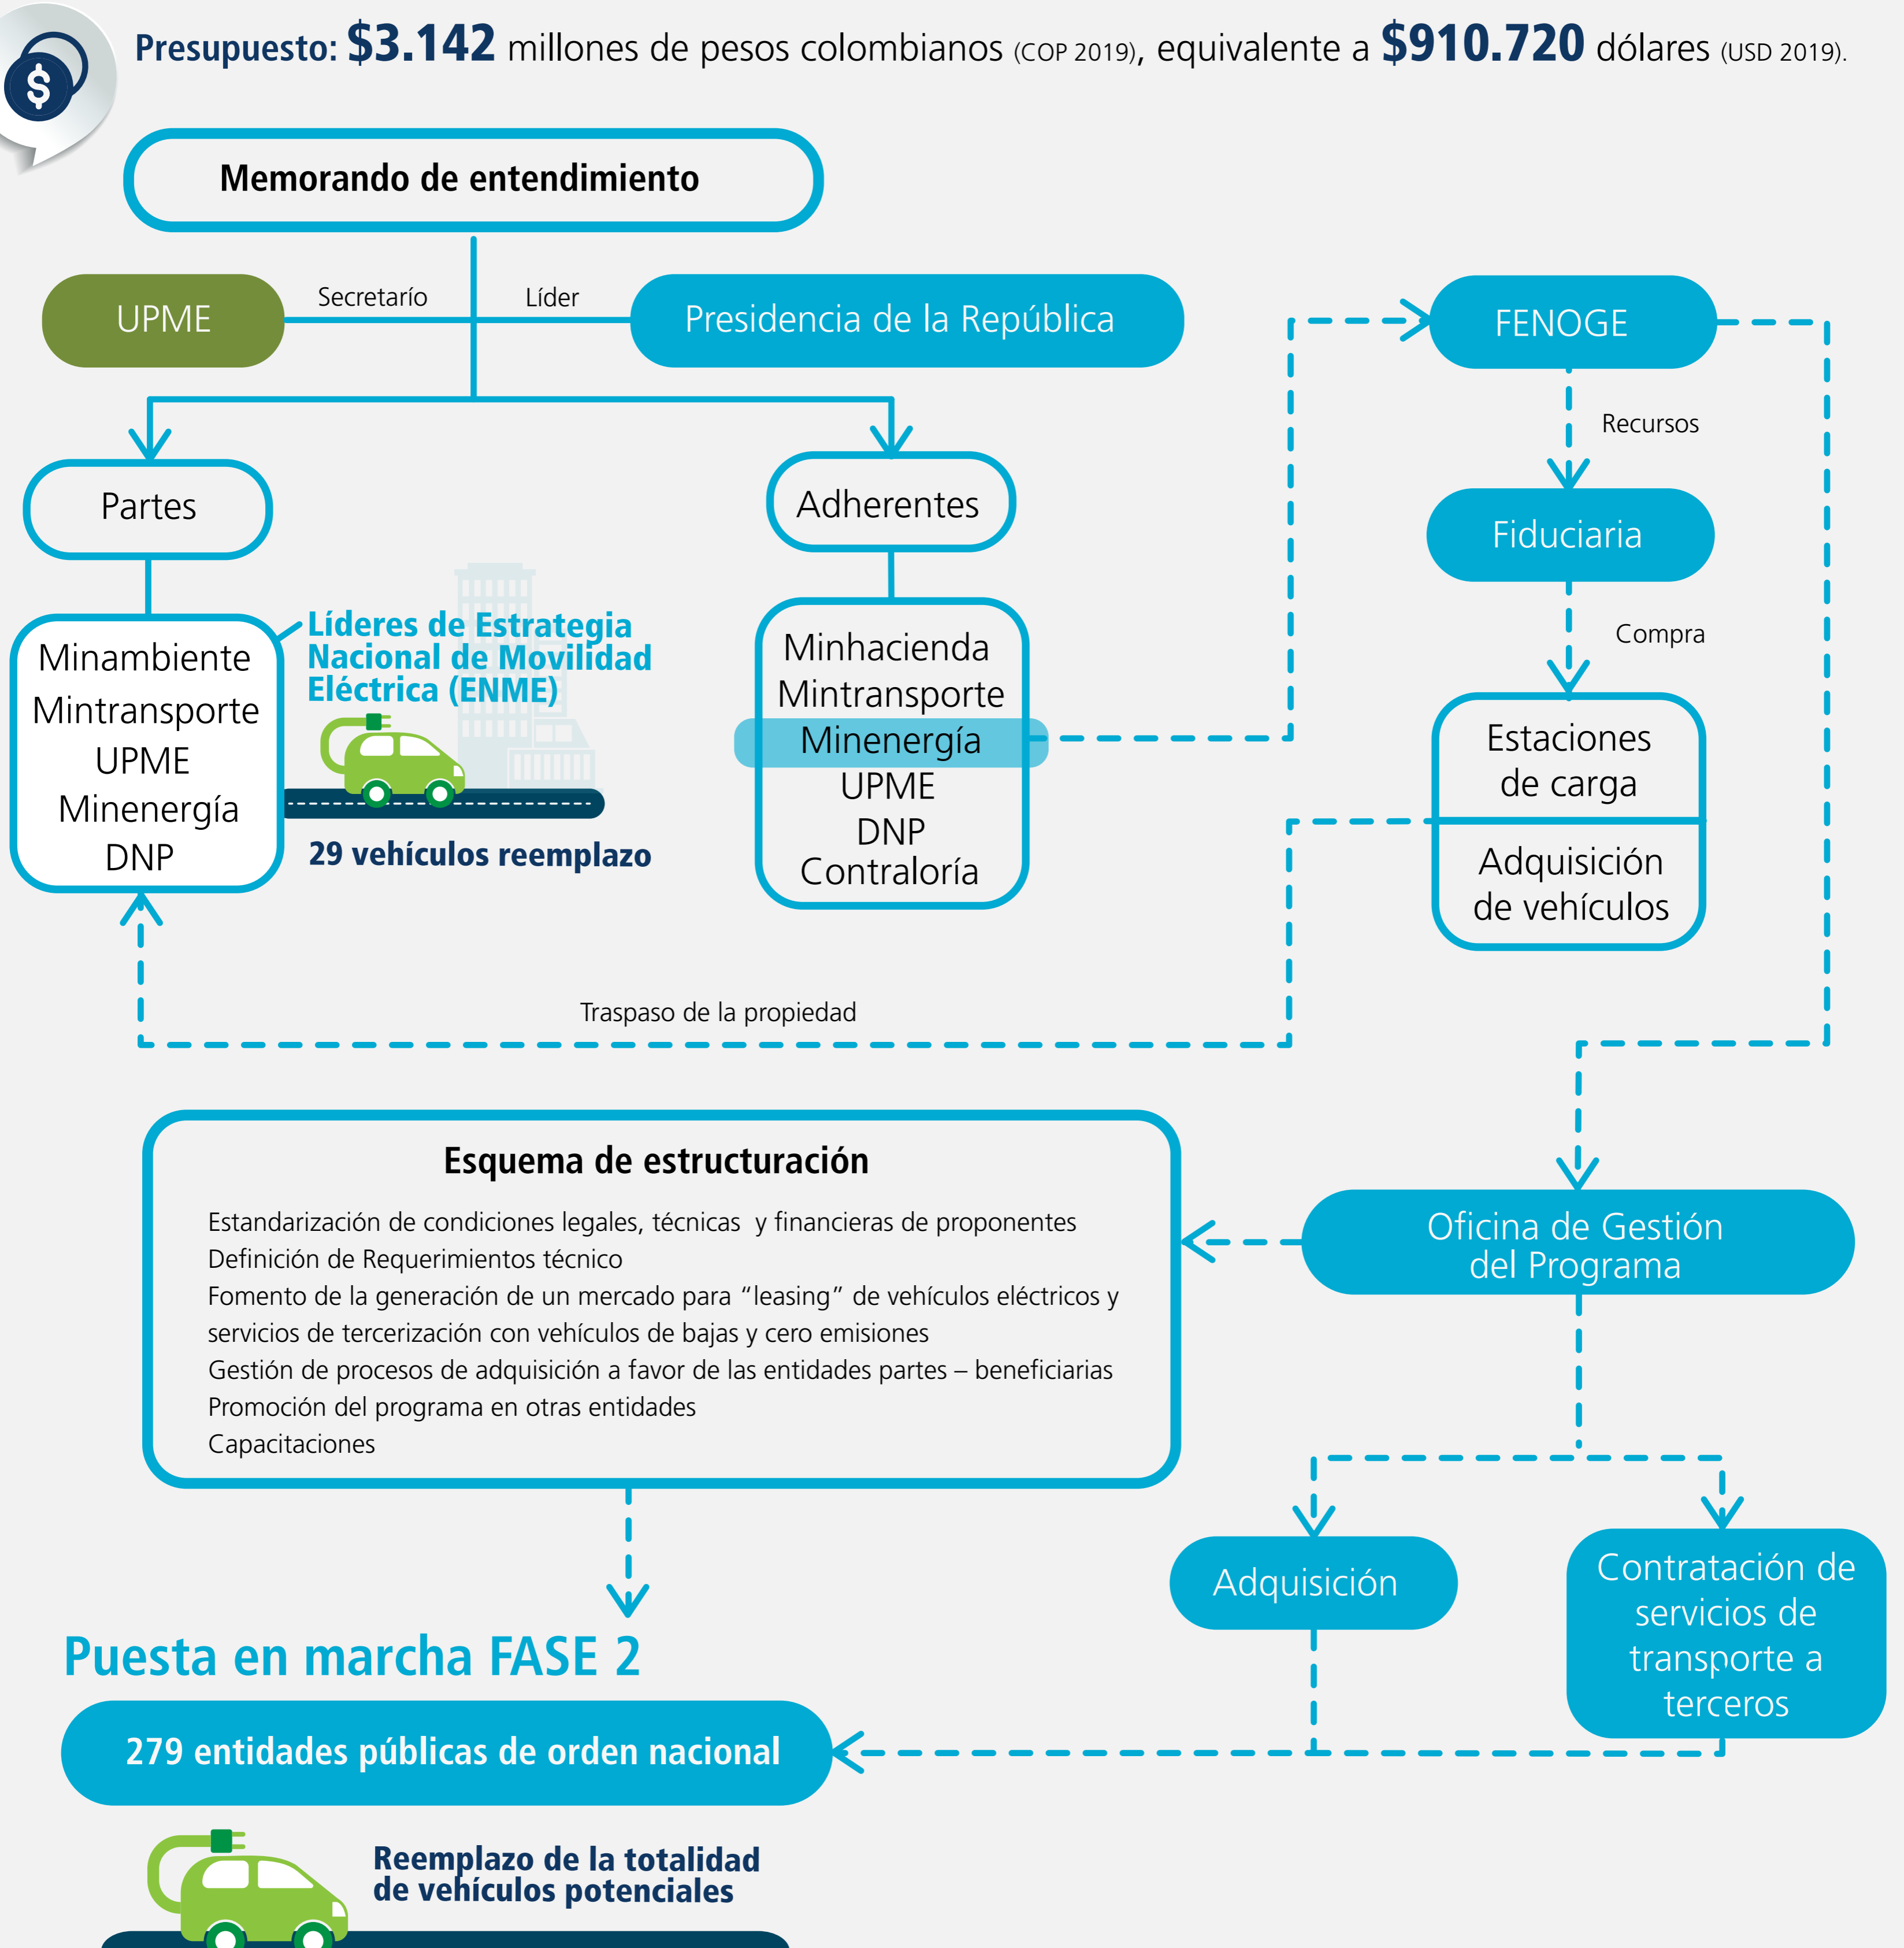 Presupuesto: $3.142 millones de pesos colombianos (COP 2019), equivalente a $910.720 dólares (USD 2019).
$
Memorando de entendimiento
UPME
Secretarío
Líder
Presidencia de la República
FENOGE
Recursos
Partes
Adherentes
Fiduciaria
Compra
Minambiente
Mintransporte
UPME
Minenergía
DNP
Líderes de Estrategia
Nacional de Movilidad
Eléctrica (ENME)
29 vehículos reemplazo
Minhacienda
Mintransporte
Minenergía
UPME
DNP
Contraloría
Estaciones
de carga
Adquisición
de vehículos
Traspaso de la propiedad
Esquema de estructuración
Estandarización de condiciones legales, técnicas y financieras de proponentes
Definición de Requerimientos técnico
Fomento de la generación de un mercado para “leasing” de vehículos eléctricos y
servicios de tercerización con vehículos de bajas y cero emisiones
Gestión de procesos de adquisición a favor de las entidades partes – beneficiarias
Promoción del programa en otras entidades
Capacitaciones
Oficina de Gestión
del Programa
Adquisición
Contratación de
servicios de
transporte a
terceros
Puesta en marcha FASE 2
279 entidades públicas de orden nacional
Reemplazo de la totalidad
de vehículos potenciales